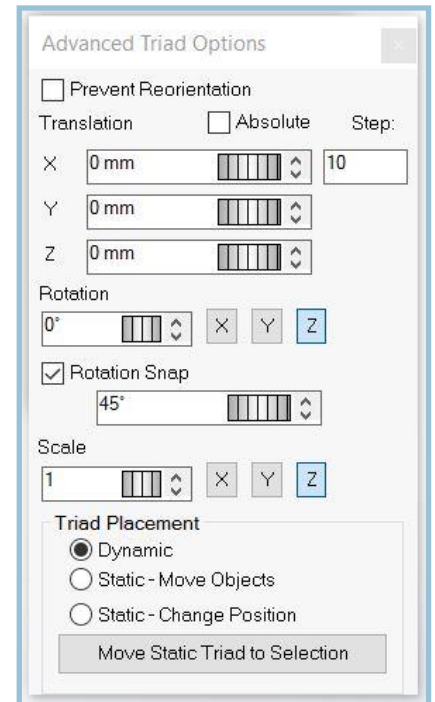 Advanced Triad Options
Prevent Reorientation
Translation Absolute Step:
X 0 mm 10
Y 0 mm
Z 0 mm
Rotation
0° X Y Z
Rotation Snap
45°
Scale
1 X Y Z
Triad Placement
Dynamic
Static - Move Objects
Static - Change Position
Move Static Triad to Selection